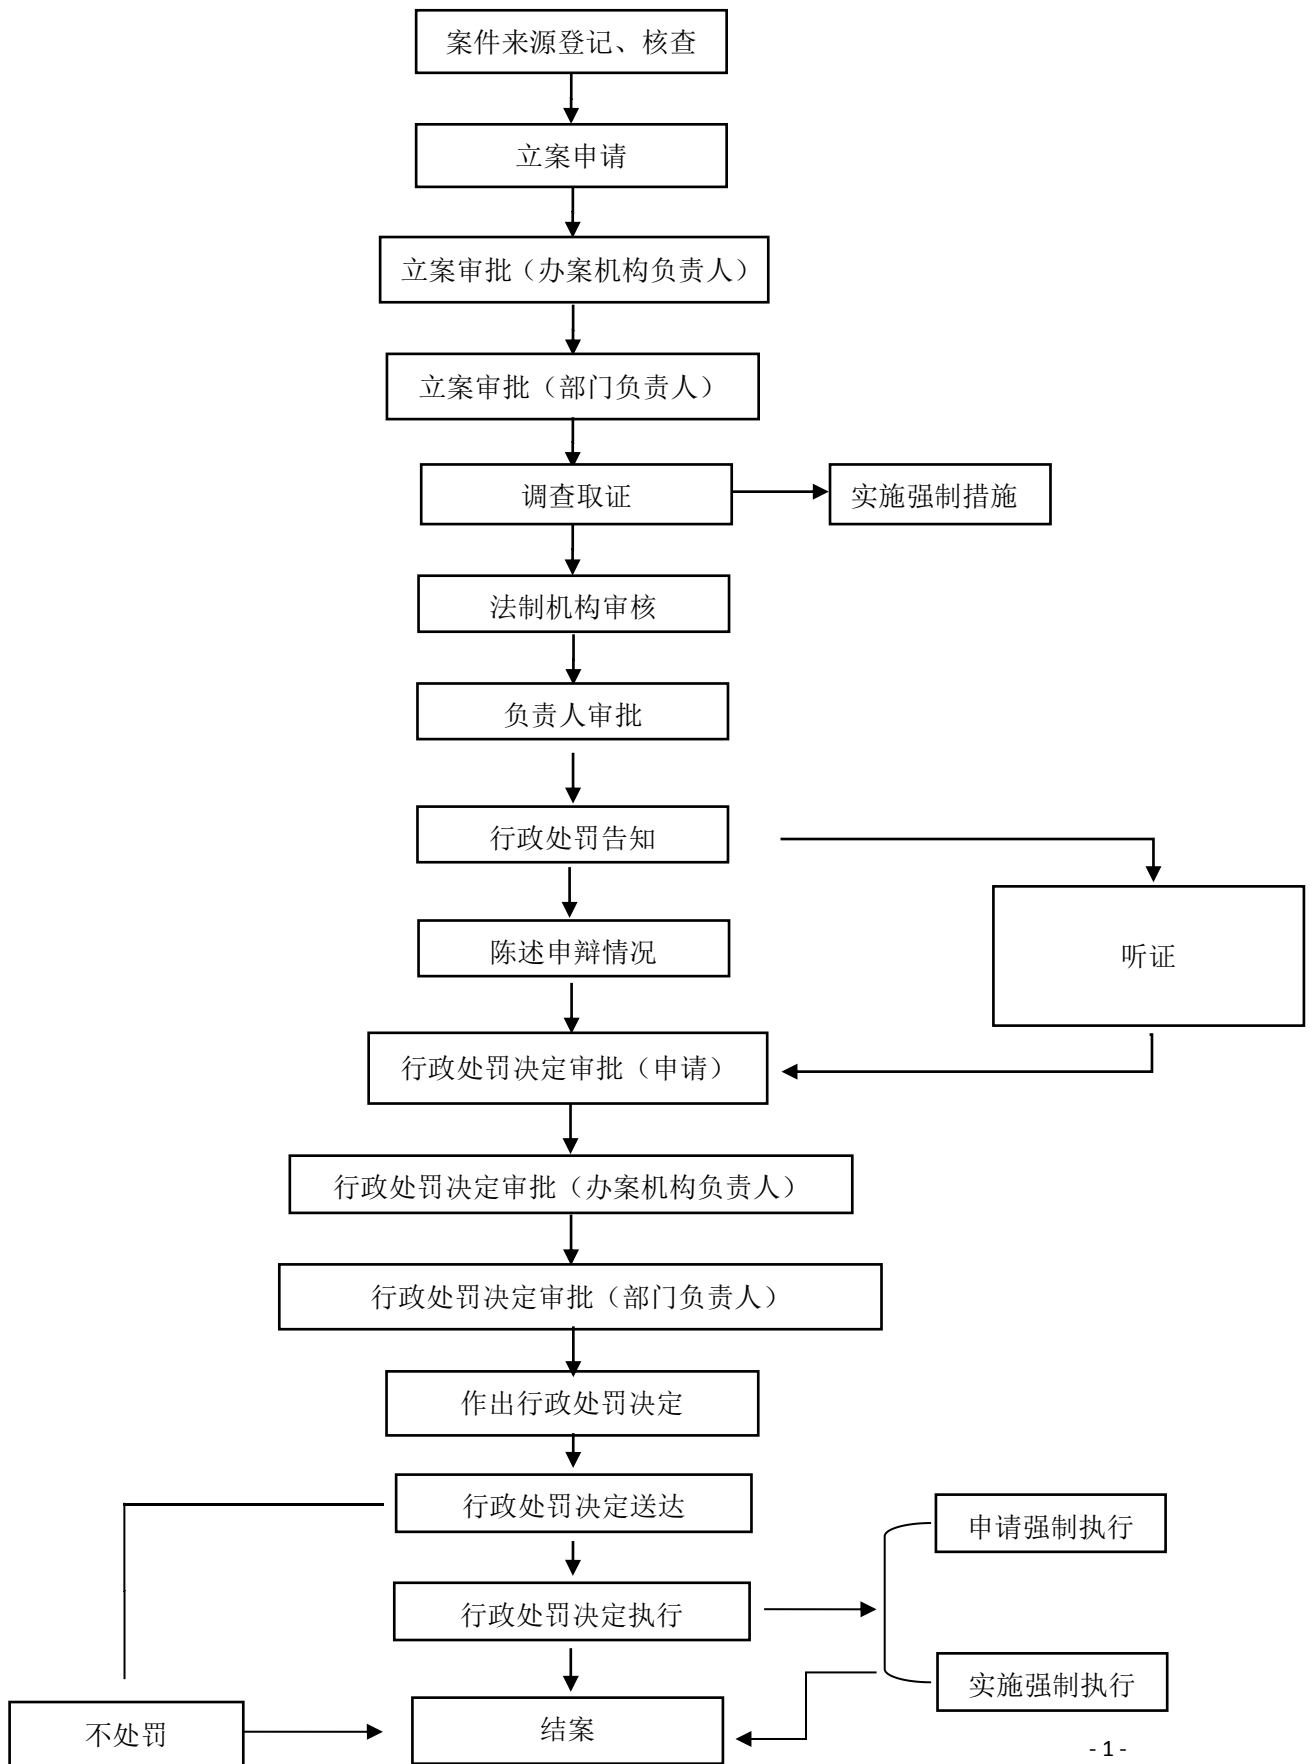 案件来源登记、核查
立案申请
立案审批（办案机构负责人）
立案审批（部门负责人）
调查取证
实施强制措施
法制机构审核
负责人审批
行政处罚告知
陈述申辩情况
听证
行政处罚决定审批（申请）
行政处罚决定审批（办案机构负责人）
行政处罚决定审批（部门负责人）
作出行政处罚决定
行政处罚决定送达
申请强制执行
行政处罚决定执行
实施强制执行
不处罚
结案
- 1 -